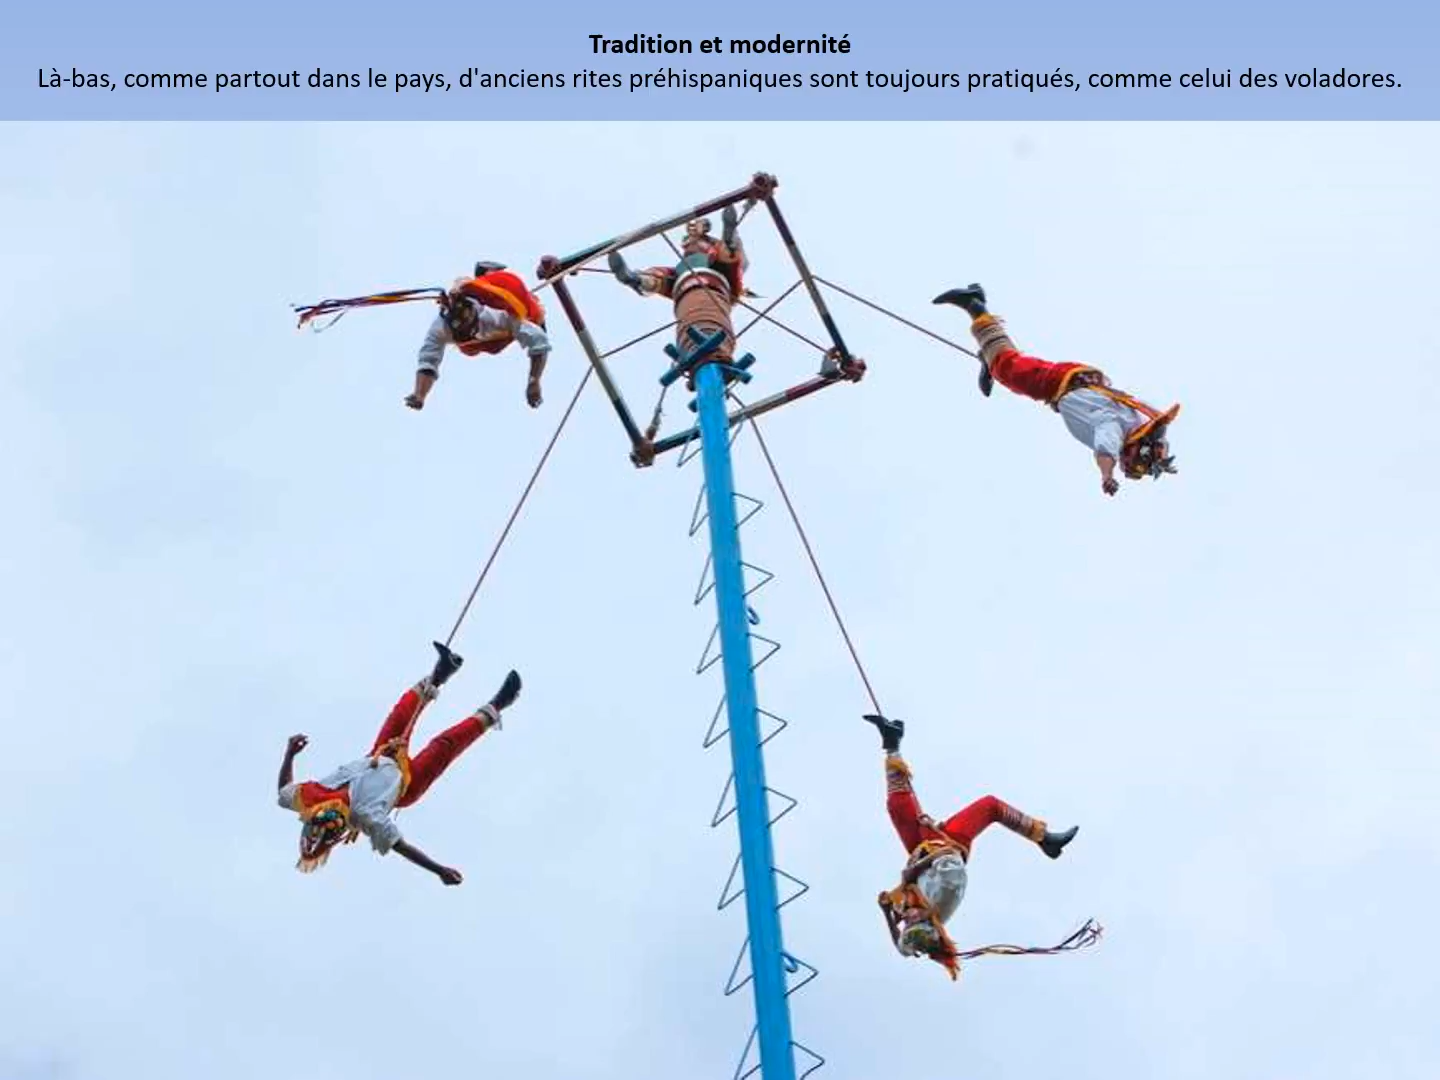 Tradition et modernité
Là-bas, comme partout dans le pays, d'anciens rites préhispaniques sont toujours pratiqués, comme celui des voladores.